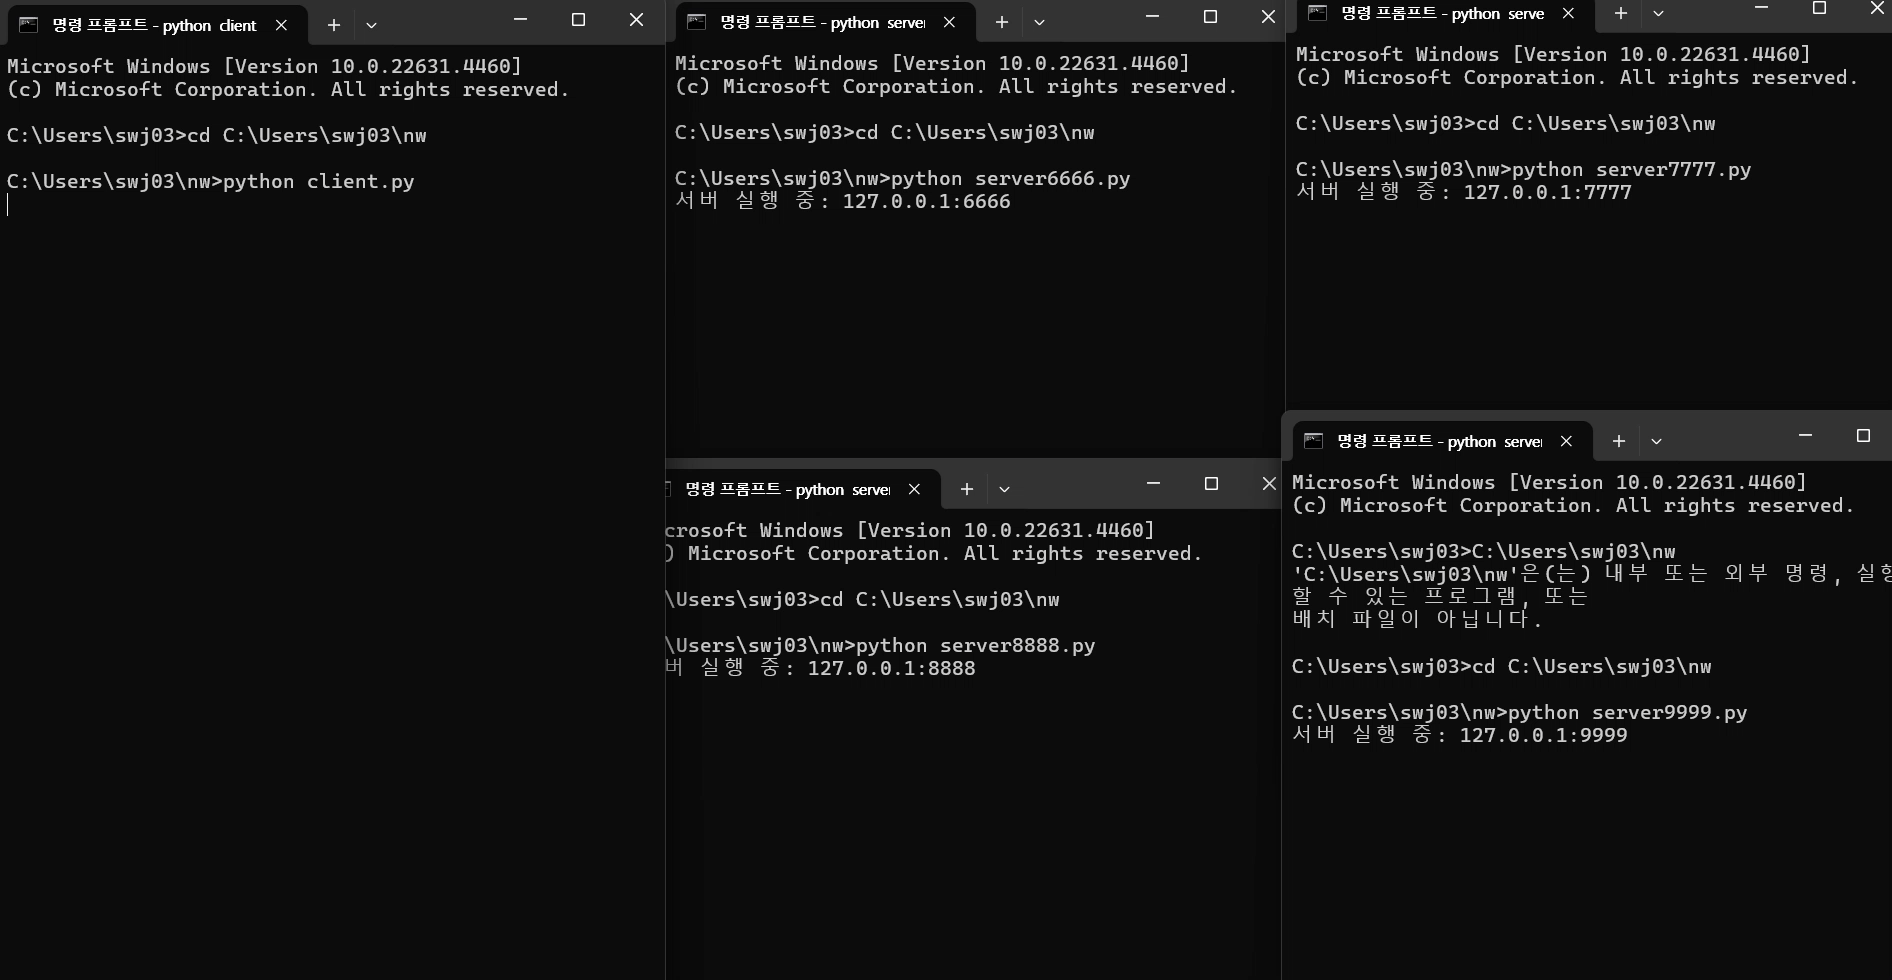 명령 프롬프트 - python client
Microsoft Windows [Version 10.0.22631.4460]
(c) Microsoft Corporation. All rights reserved.
C:\Users\swj03>cd C:\Users\swj03\nw
C:\Users\swj03\nw>python client.py
명령 프롬프트 - python server
Microsoft Windows [Version 10.0.22631.4460]
(c) Microsoft Corporation. All rights reserved.
C:\Users\swj03>cd C:\Users\swj03\nw
C:\Users\swj03\nw>python server6666.py
서버 실행 중: 127.0.0.1:6666
명령 프롬프트 - python serve
Microsoft Windows [Version 10.0.22631.4460]
(c) Microsoft Corporation. All rights reserved.
C:\Users\swj03>cd C:\Users\swj03\nw
C:\Users\swj03\nw>python server7777.py
서버 실행 중: 127.0.0.1:7777
명령 프롬프트 - python server
crosoft Windows [Version 10.0.22631.4460]
) Microsoft Corporation. All rights reserved.
\Users\swj03>cd C:\Users\swj03\nw
\Users\swj03\nw>python server8888.py
버 실행 중: 127.0.0.1:8888
명령 프롬프트 - python server
Microsoft Windows [Version 10.0.22631.4460]
(c) Microsoft Corporation. All rights reserved.
C:\Users\swj03>C:\Users\swj03\nw
'C:\Users\swj03\nw'은(는) 내부 또는 외부 명령, 실행
할 수 있는 프로그램, 또는
배치 파일이 아닙니다.
C:\Users\swj03>cd C:\Users\swj03\nw
C:\Users\swj03\nw>python server9999.py
서버 실행 중: 127.0.0.1:9999